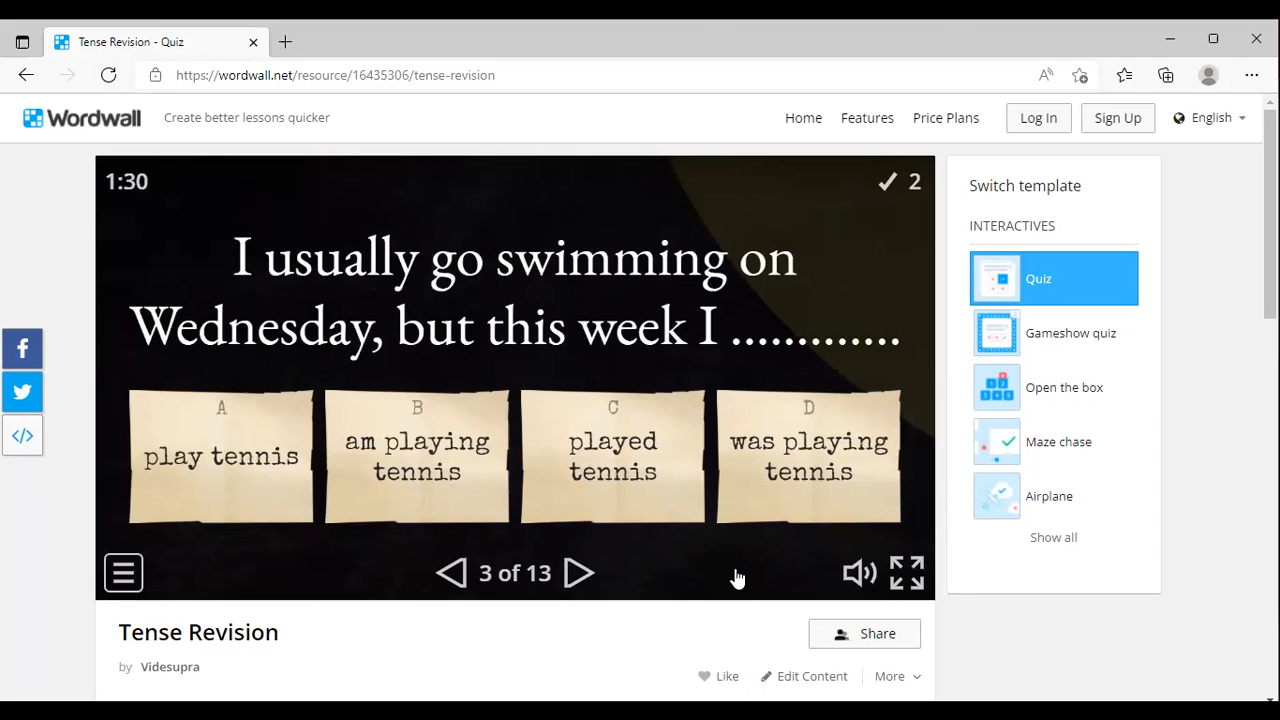 Tense Revision - Quiz
https://wordwall.net/resource/16435306/tense-revision
Wordwall
Create better lessons quicker
Home
Features
Price Plans
Log In
Sign Up
English
1:30
2
I usually go swimming on
Wednesday, but this week I .............
A
play tennis
B
am playing
tennis
C
played
tennis
D
was playing
tennis
3 of 13
Switch template
INTERACTIVES
Quiz
Gameshow quiz
Open the box
Maze chase
Airplane
Show all
Tense Revision
Share
by Videsupra
Like
Edit Content
More